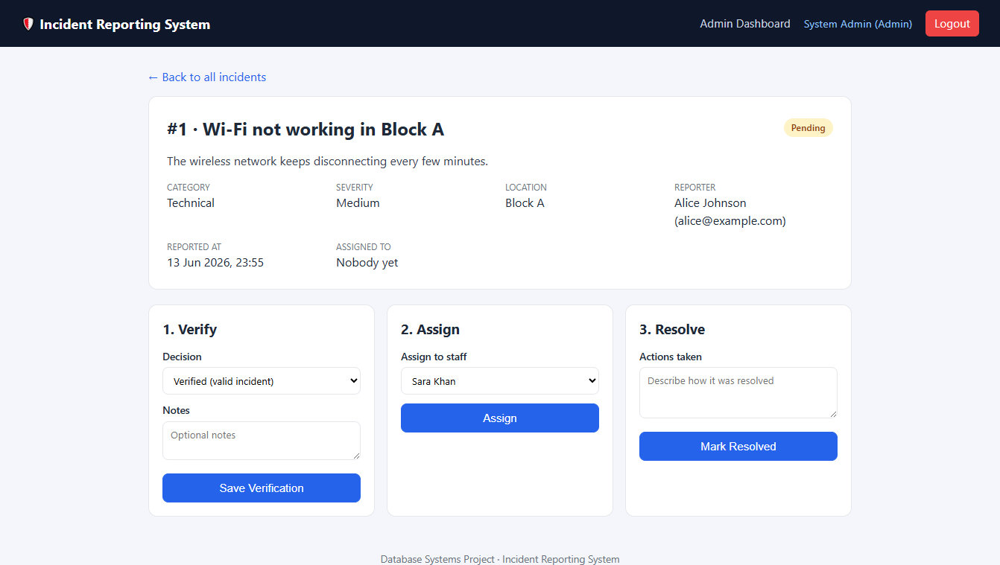 Incident Reporting System
Admin Dashboard
System Admin (Admin)
Logout
← Back to all incidents
#1 · Wi-Fi not working in Block A
Pending
The wireless network keeps disconnecting every few minutes.
CATEGORY
Technical
SEVERITY
Medium
LOCATION
Block A
REPORTER
Alice Johnson
(alice@example.com)
REPORTED AT
13 Jun 2026, 23:55
ASSIGNED TO
Nobody yet
1. Verify
Decision
Verified (valid incident)
Notes
Optional notes
Save Verification
2. Assign
Assign to staff
Sara Khan
Assign
3. Resolve
Actions taken
Describe how it was resolved
Mark Resolved
Database Systems Project · Incident Reporting System